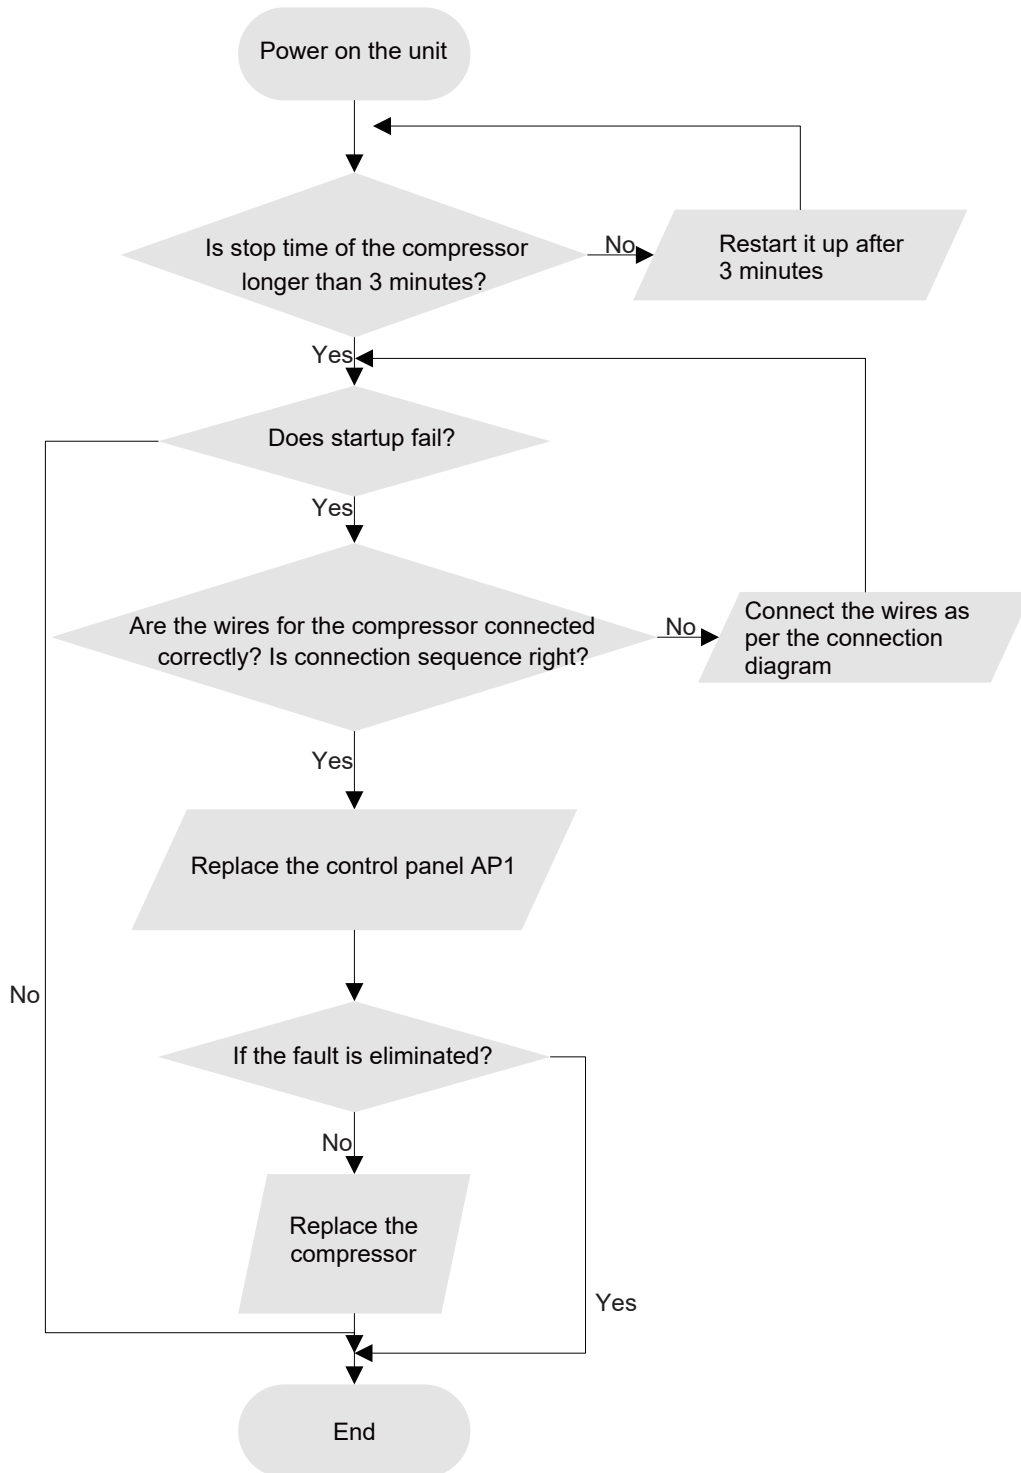 Power on the unit
Is stop time of the compressor
longer than 3 minutes?
No
Restart it up after
3 minutes
Yes
Does startup fail?
Yes
Are the wires for the compressor connected
correctly? Is connection sequence right?
No
Connect the wires as
per the connection
diagram
Yes
Replace the control panel AP1
No
If the fault is eliminated?
No
Replace the
compressor
Yes
End